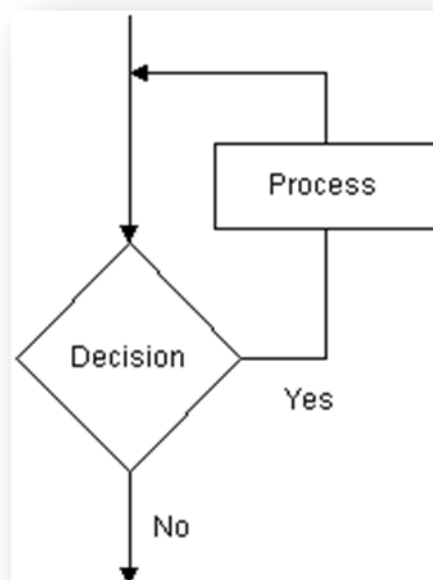 Process
Decision
Yes
No